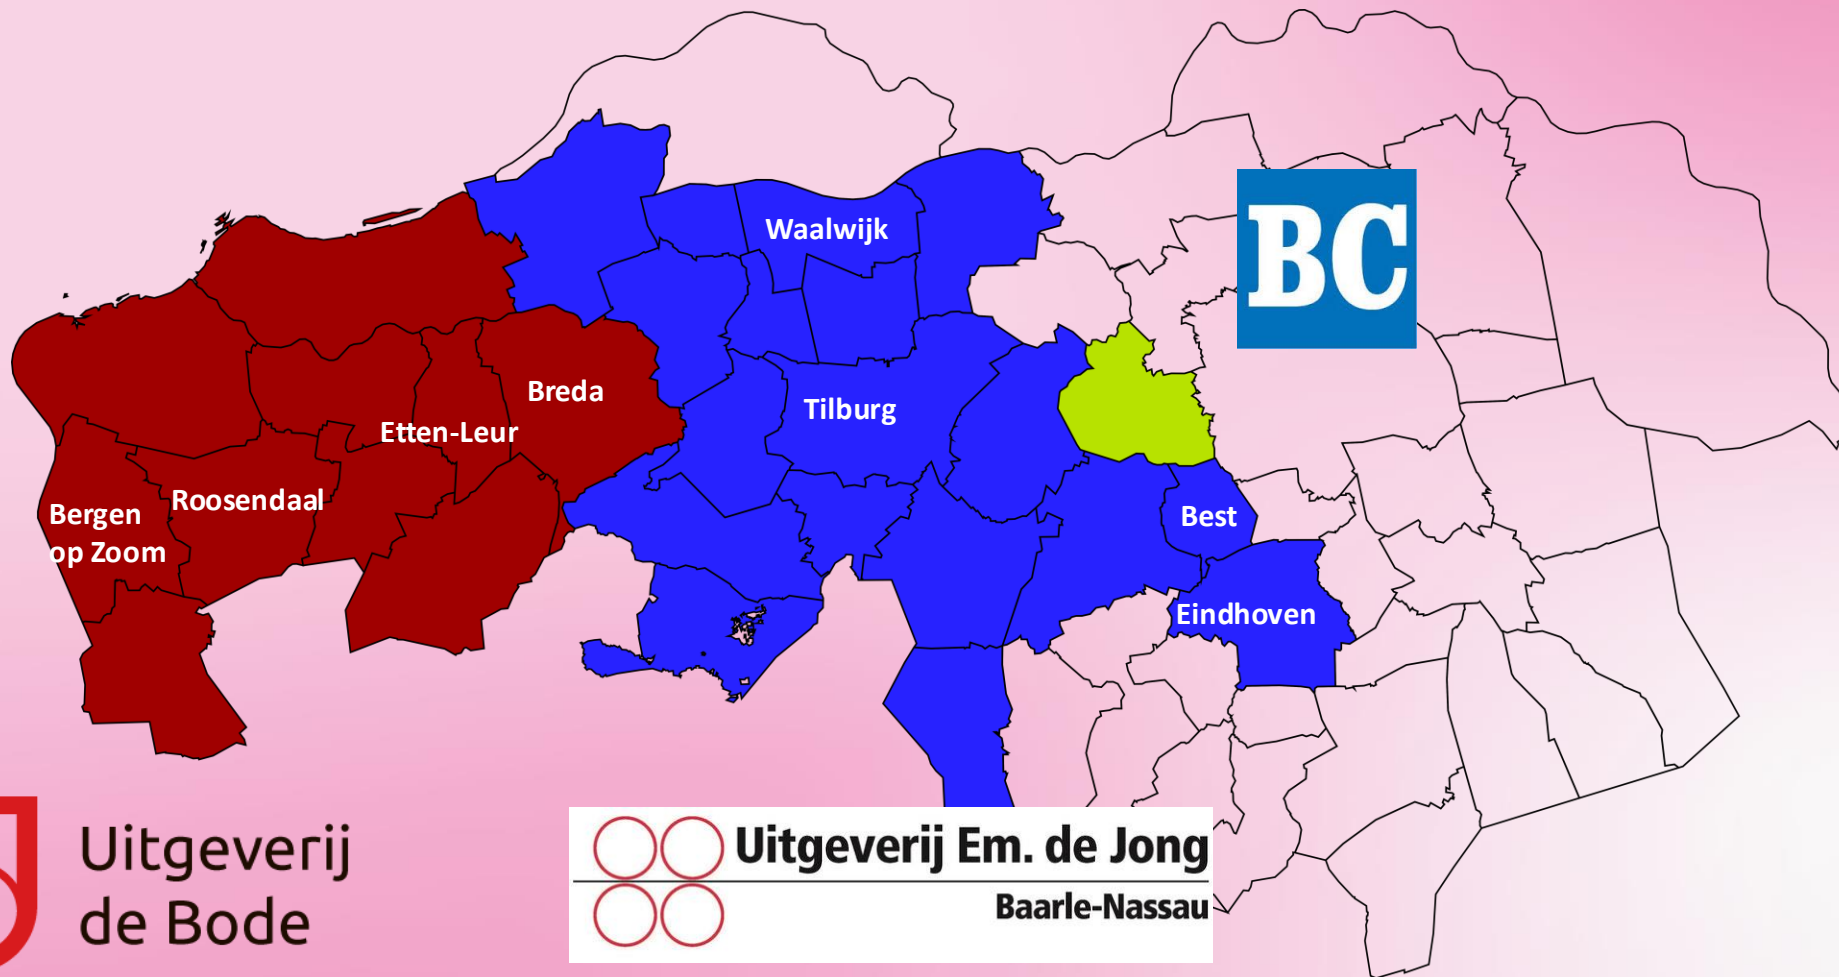 BC
Waalwijk
Breda
Tilburg
Etten-Leur
Roosendaal
Bergen
op Zoom
Best
Eindhoven
Uitgeverij
de Bode
Uitgeverij Em. de Jong
Baarle-Nassau